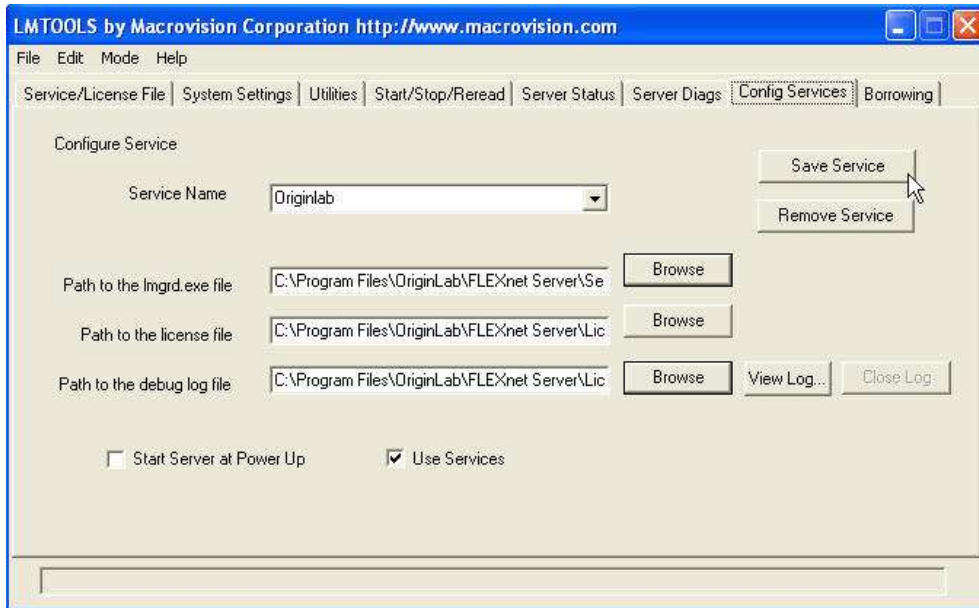 LMTOOLS by Macrovision Corporation http://www.macrovision.com
File Edit Mode Help
Service/License File System Settings Utilities Start/Stop/Reread Server Status Server Diags Config Services Borrowing
Configure Service
Save Service
Service Name Originlab
Remove Service
Path to the lmgrd.exe file C:\Program Files\OriginLab\FLEXnet Server\Se Browse
Path to the license file C:\Program Files\OriginLab\FLEXnet Server\Lic Browse
Path to the debug log file C:\Program Files\OriginLab\FLEXnet Server\Lic Browse View Log... Close Log
Start Server at Power Up Use Services